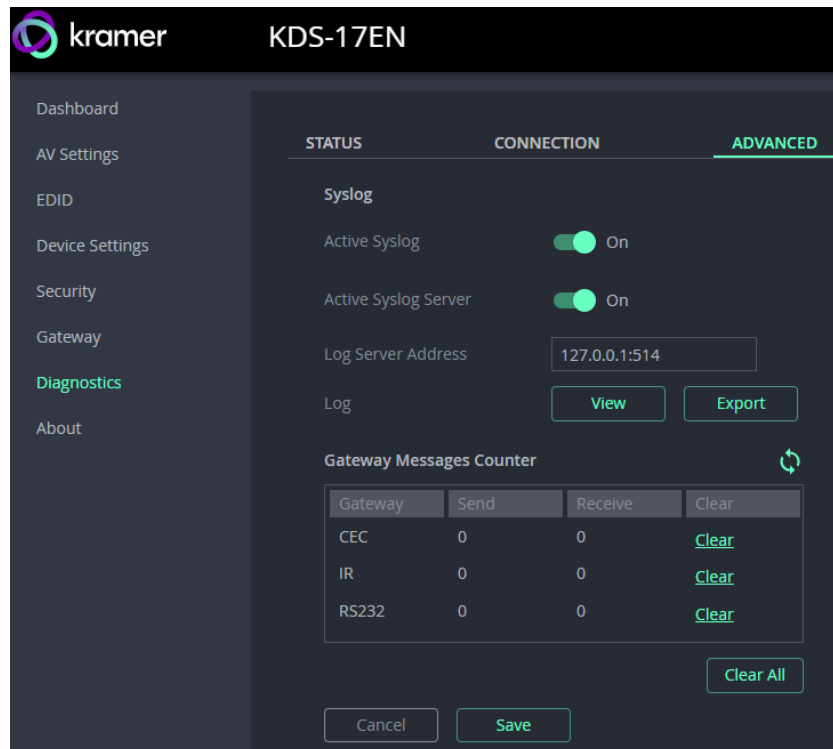 kramer
KDS-17EN
Dashboard
AV Settings
EDID
Device Settings
Security
Gateway
Diagnostics
About
STATUS CONNECTION ADVANCED
Syslog
Active Syslog On
Active Syslog Server On
Log Server Address 127.0.0.1:514
Log View Export
Gateway Messages Counter
Gateway Send Receive Clear
CEC 0 0 Clear
IR 0 0 Clear
RS232 0 0 Clear
Clear All
Cancel Save